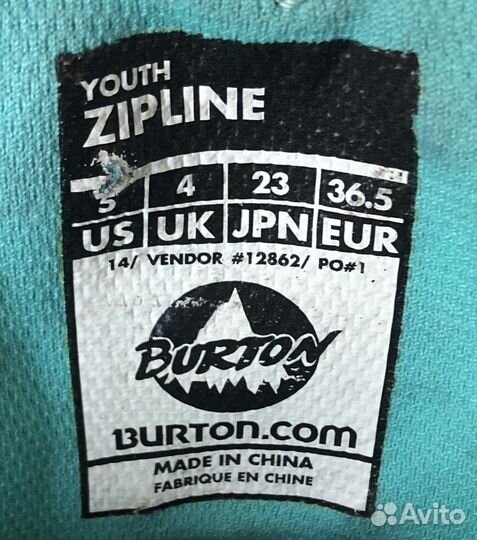 YOUTH
ZIPLINE
5 4 23 36.5
US UK JPN EUR
14/ VENDOR #12862/ PO#1
BURTON
BURTON.COM
MADE IN CHINA
FABRIQUE EN CHINE
Avito